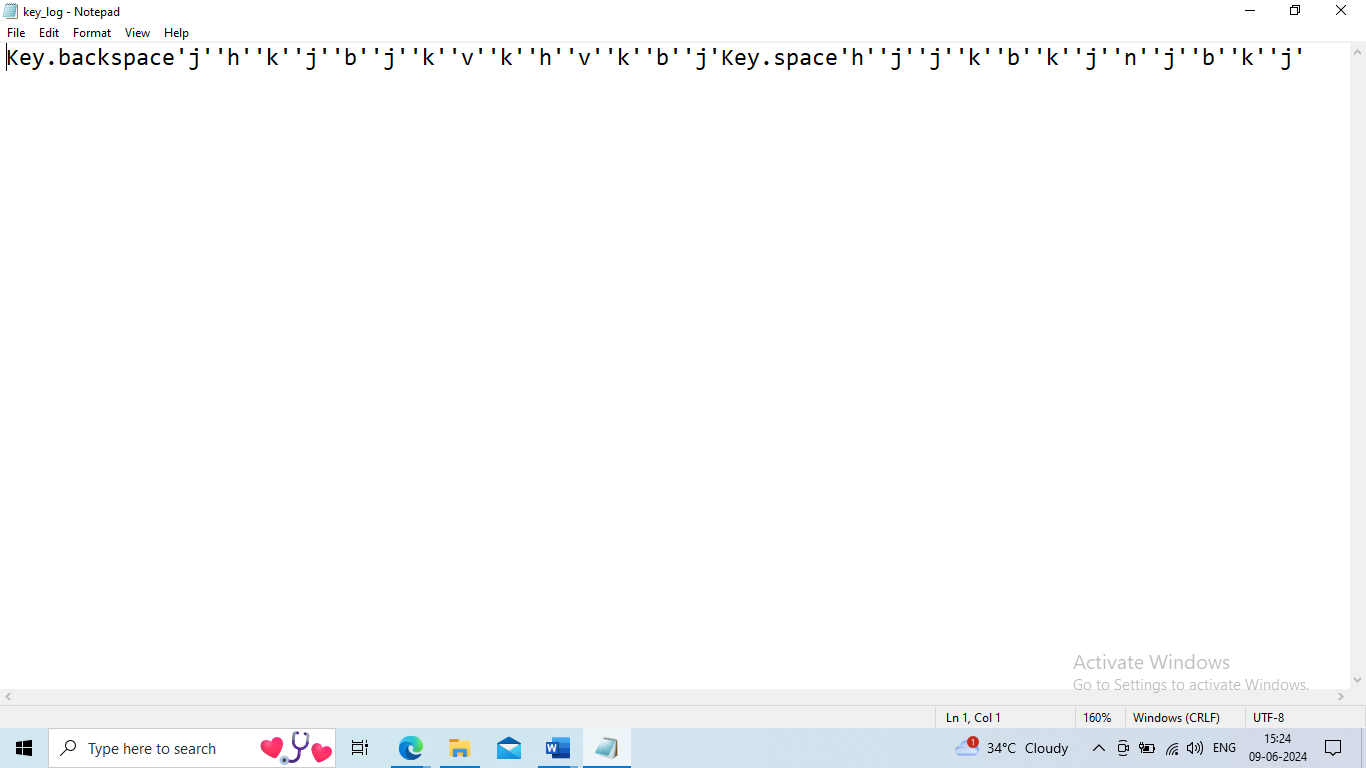 key_log - Notepad
File Edit Format View Help
Key.backspace'j''h''k''j''b''j''k''v''k''h''v''k''b''j'Key.space'h''j''j''k''b''k''j''n''j''b''k''j'
Activate Windows
Go to Settings to activate Windows.
Ln 1, Col 1 160% Windows (CRLF) UTF-8
Type here to search W 1 34°C Cloudy ENG 15:24
09-06-2024